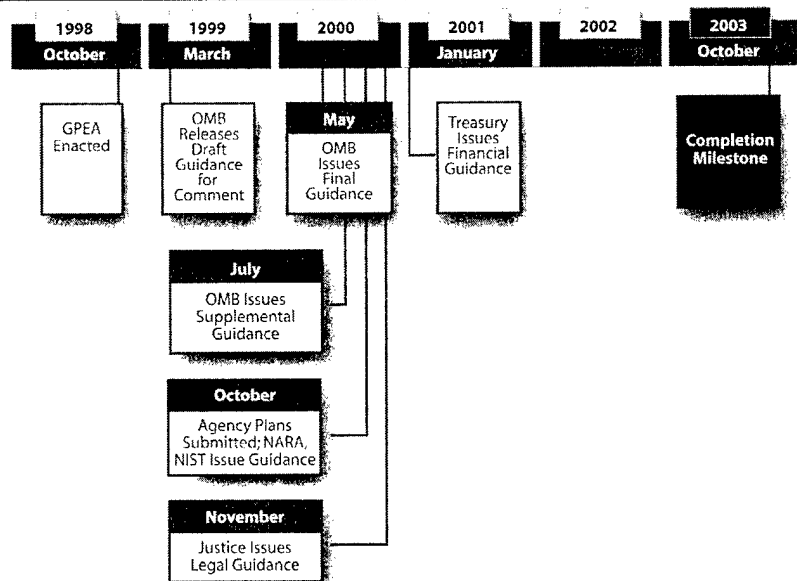 1998
October
1999
March
2000
2001
January
2002
2003
October
GPEA
Enacted
OMB
Releases
Draft
Guidance
for
Comment
May
OMB
Issues
Final
Guidance
Treasury
Issues
Financial
Guidance
Completion
Milestone
July
OMB Issues
Supplemental
Guidance
October
Agency Plans
Submitted; NARA,
NIST Issue Guidance
November
Justice Issues
Legal Guidance